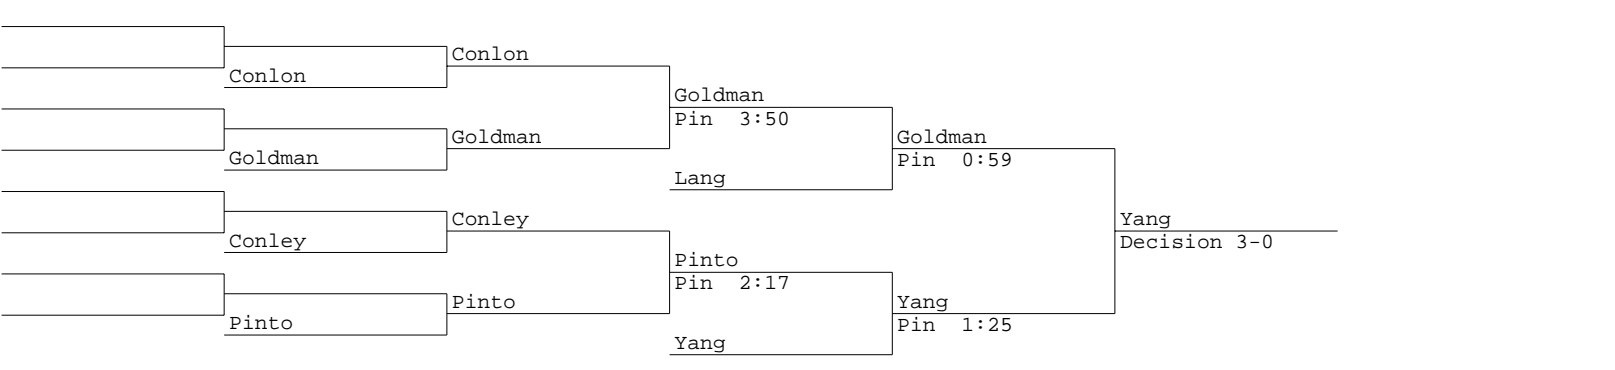 Conlon
Conlon
Goldman
Pin  3:50
Goldman
Goldman
Pin  0:59
Goldman
Lang
Conley
Yang
Decision 3-0
Conley
Pinto
Pin  2:17
Pinto
Yang
Pin  1:25
Pinto
Yang